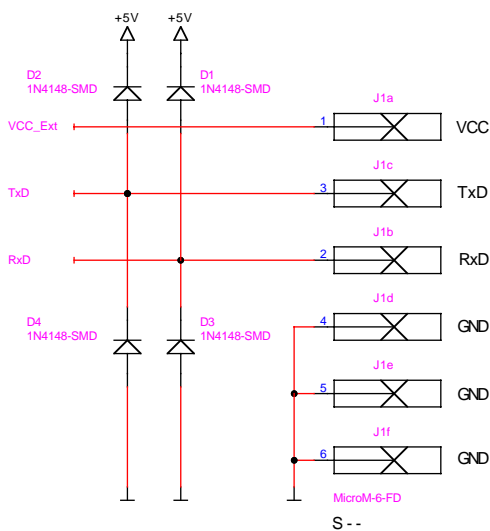 +5V +5V
D2 D1
1N4148-SMD 1N4148-SMD
J1a
VCC_Ext 1 VCC
J1c
TxD 3 TxD
J1b
RxD 2 RxD
J1d
D4 D3 4 GND
1N4148-SMD 1N4148-SMD
J1e
5 GND
J1f
6 GND
MicroM-6-FD
S--